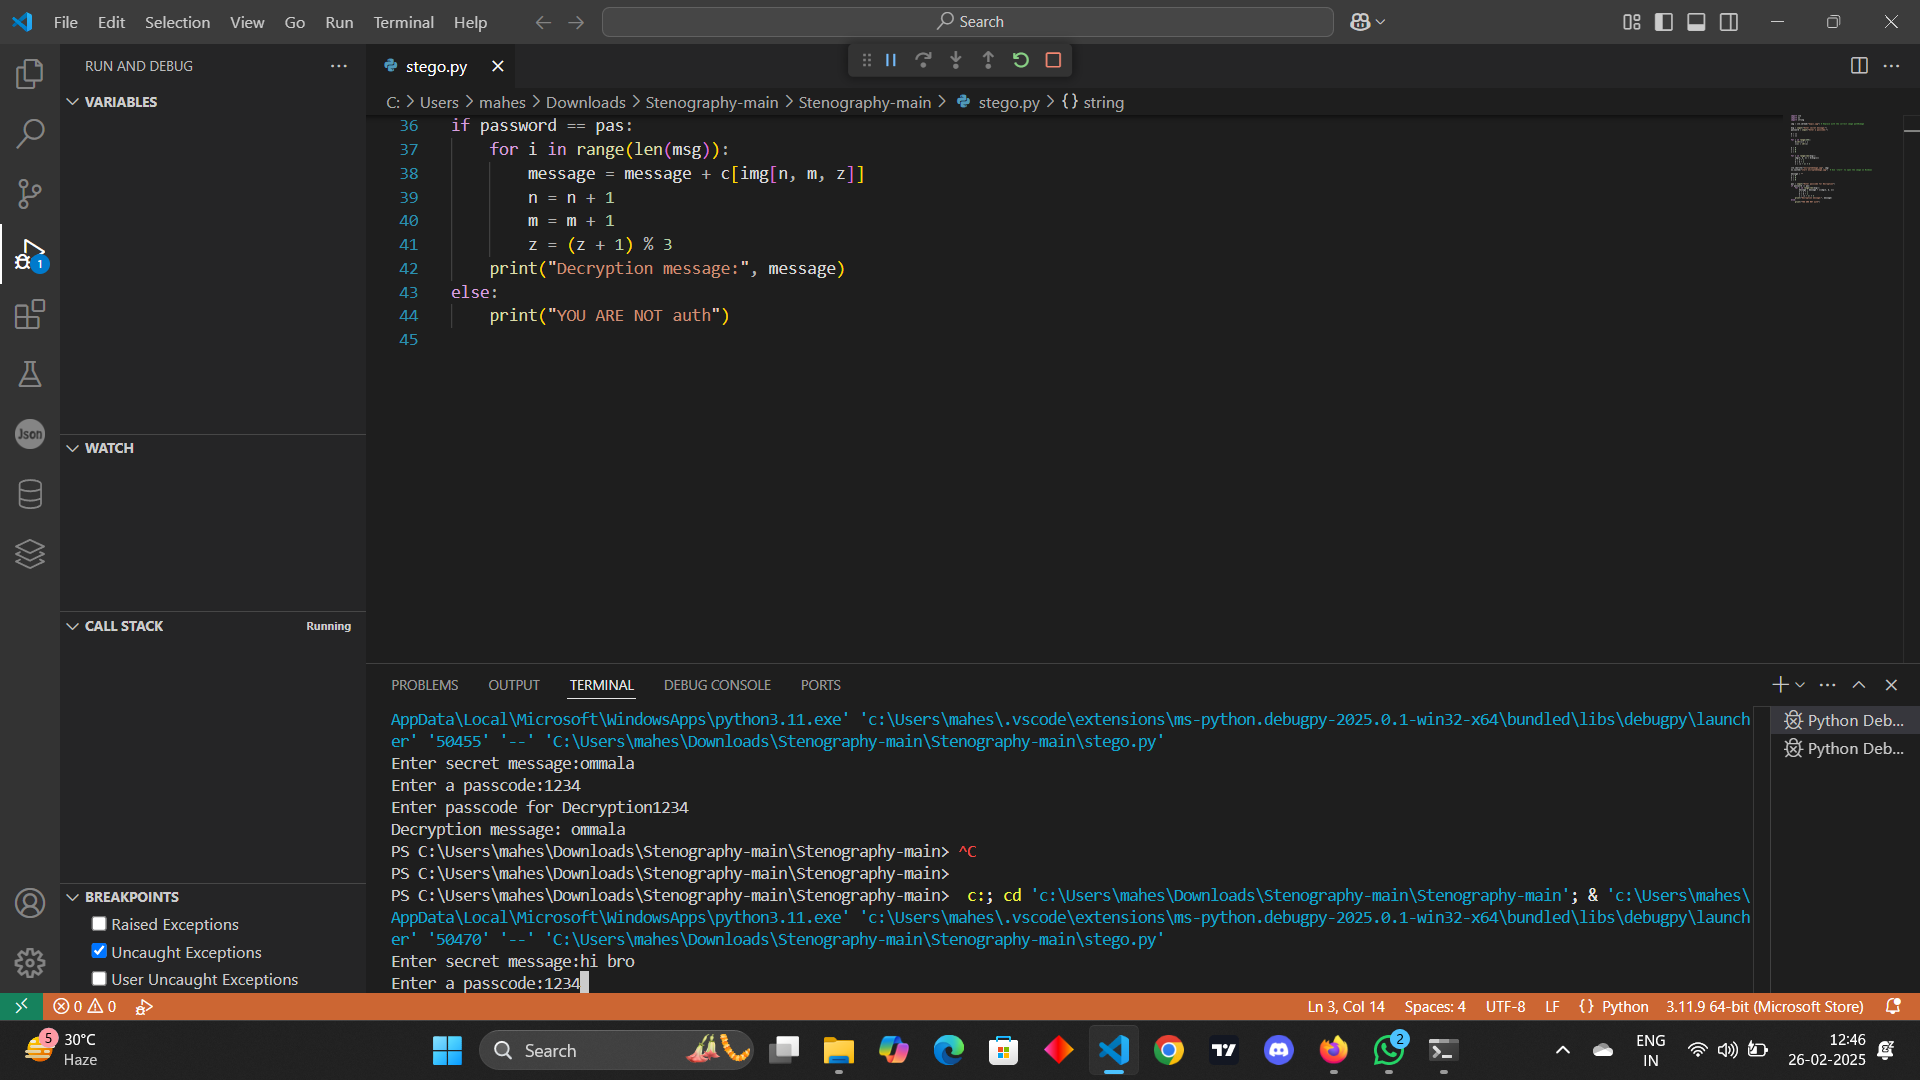 File Edit Selection View Go Run Terminal Help
Search
RUN AND DEBUG
stego.py
C: > Users > mahes > Downloads > Stenography-main > Stenography-main > stego.py > {} string
VARIABLES
36 if password == pas:
37 for i in range(len(msg)):
38 message = message + c[img[n, m, z]]
39 n = n + 1
40 m = m + 1
41 z = (z + 1) % 3
42 print("Decryption message:", message)
43 else:
44 print("YOU ARE NOT auth")
45
1
Json
WATCH
CALL STACK
Running
BREAKPOINTS
Raised Exceptions
Uncaught Exceptions
User Uncaught Exceptions
PROBLEMS OUTPUT TERMINAL DEBUG CONSOLE PORTS
AppData\Local\Microsoft\WindowsApps\python3.11.exe' 'c:\Users\mahes\.vscode\extensions\ms-python.debugpy-2025.0.1-win32-x64\bundled\libs\debugpy\launch
er' '50455' '--' 'C:\Users\mahes\Downloads\Stenography-main\Stenography-main\stego.py'
Enter secret message:ommala
Enter a passcode:1234
Enter passcode for Decryption1234
Decryption message: ommala
PS C:\Users\mahes\Downloads\Stenography-main\Stenography-main> ^C
PS C:\Users\mahes\Downloads\Stenography-main\Stenography-main>
PS C:\Users\mahes\Downloads\Stenography-main\Stenography-main> c:; cd 'c:\Users\mahes\Downloads\Stenography-main\Stenography-main'; & 'c:\Users\mahes\
AppData\Local\Microsoft\WindowsApps\python3.11.exe' 'c:\Users\mahes\.vscode\extensions\ms-python.debugpy-2025.0.1-win32-x64\bundled\libs\debugpy\launch
er' '50470' '--' 'C:\Users\mahes\Downloads\Stenography-main\Stenography-main\stego.py'
Enter secret message:hi bro
Enter a passcode:1234
Python Deb...
Python Deb...
0 0
Ln 3, Col 14 Spaces: 4 UTF-8 LF {} Python 3.11.9 64-bit (Microsoft Store)
5
30°C
Haze
Search
2
ENG
IN
12:46
26-02-2025